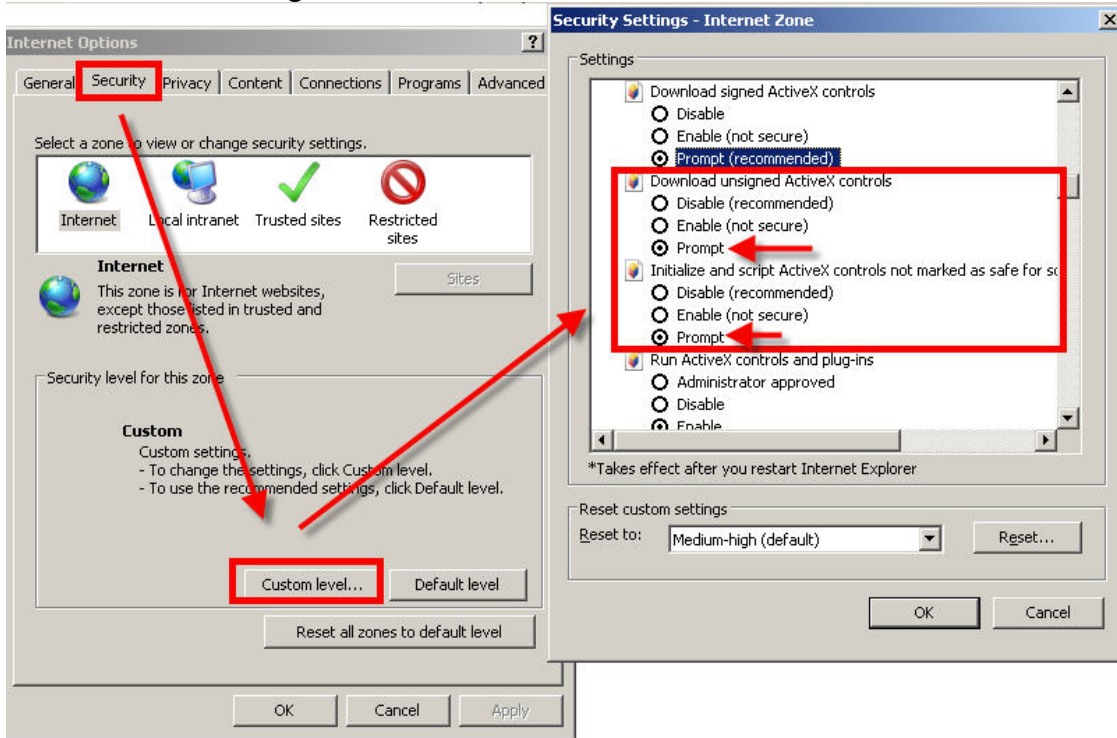 Internet Options
?
General Security Privacy Content Connections Programs Advanced
Select a zone to view or change security settings.
Internet Local intranet Trusted sites Restricted
sites
Internet
Sites
This zone is for Internet websites,
except those listed in trusted and
restricted zones.
Security level for this zone
Custom
Custom settings.
- To change the settings, click Custom level.
- To use the recommended settings, click Default level.
Custom level... Default level
Reset all zones to default level
OK Cancel Apply
Security Settings - Internet Zone
X
Settings
Download signed ActiveX controls
Disable
Enable (not secure)
Prompt (recommended)
Download unsigned ActiveX controls
Disable (recommended)
Enable (not secure)
Prompt
Initialize and script ActiveX controls not marked as safe for sc
Disable (recommended)
Enable (not secure)
Prompt
Run ActiveX controls and plug-ins
Administrator approved
Disable
Enable
*Takes effect after you restart Internet Explorer
Reset custom settings
Reset to: Medium-high (default) Reset...
OK Cancel